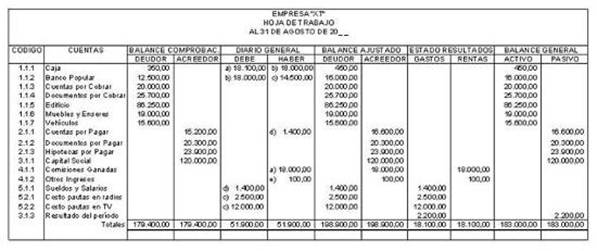 EMPRESA "XT"
HOJA DE TRABAJO
AL 31 DE AGOSTO DE 20__
CODIGO CUENTAS BALANCE COMPROBAC. DIARIO GENERAL BALANCE AJUSTADO ESTADO RESULTADOS BALANCE GENERAL
DEUDOR ACREEDOR DEBE HABER DEUDOR ACREEDOR GASTOS RENTAS ACTIVO PASIVO
1.1.1 Caja 350,00 a) 18.100,00 b) 18.000,00 450,00 450,00
1.1.2 Banco Popular 12.500,00 b) 18.000,00 c) 14.500,00 16.000,00 16.000,00
1.1.3 Cuentas por Cobrar 20.000,00 20.000,00 20.000,00
1.1.4 Documentos por Cobrar 25.700,00 25.700,00 25.700,00
1.1.5 Edificio 86.250,00 86.250,00 86.250,00
1.1.6 Muebles y Enseres 19.000,00 19.000,00 19.000,00
1.1.7 Vehículos 15.600,00 15.600,00 15.600,00
2.1.1 Cuentas por Pagar 15.200,00 d) 1.400,00 16.600,00 16.600,00
2.1.2 Documentos por Pagar 20.300,00 20.300,00 20.300,00
2.1.3 Hipotecas por Pagar 23.900,00 23.900,00 23.900,00
3.1.1 Capital Social 120.000,00 120.000,00 120.000,00
4.1.1 Comisiones Ganadas a) 18.000,00 18.000,00 18.000,00
4.1.2 Otros Ingresos 100,00 100,00 100,00
5.1.1 Sueldos y Salarios d) 1.400,00 1.400,00 1.400,00
5.2.1 Costo pautas en radios c) 2.500,00 2.500,00 2.500,00
5.2.2 Costo pautas en TV c) 12.000,00 12.000,00 12.000,00
3.1.3 Resultado del período 2.200,00 2.200,00
Totales 179.400,00 179.400,00 51.900,00 51.900,00 198.900,00 198.900,00 18.100,00 18.100,00 183.000,00 183.000,00